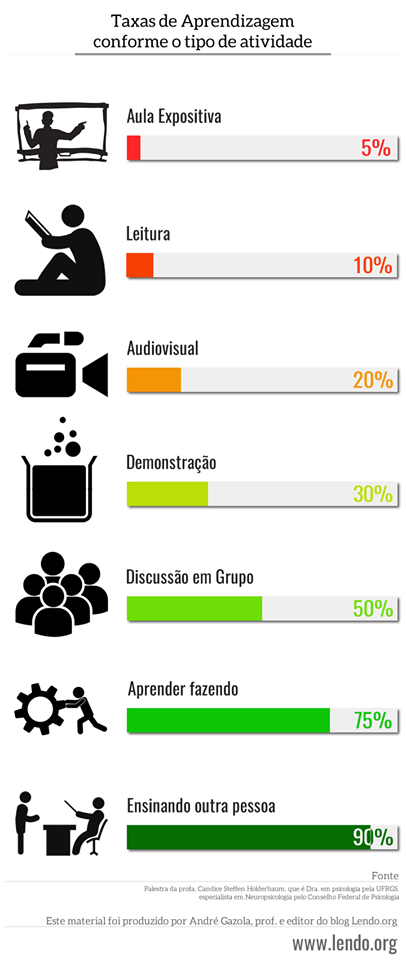 Taxas de Aprendizagem
conforme o tipo de atividade
Aula Expositiva
5%
Leitura
10%
Audiovisual
20%
Demonstração
30%
Discussão em Grupo
50%
Aprender fazendo
75%
Ensinando outra pessoa
90%
Fonte
Palestra da profa. Candice Steffen Holderbaum, que é Dra. em psicologia pela UFRGS,
especialista em Neuropsicologia pelo Conselho Federal de Psicologia
Este material foi produzido por André Gazola, prof. e editor do blog Lendo.org
www.lendo.org